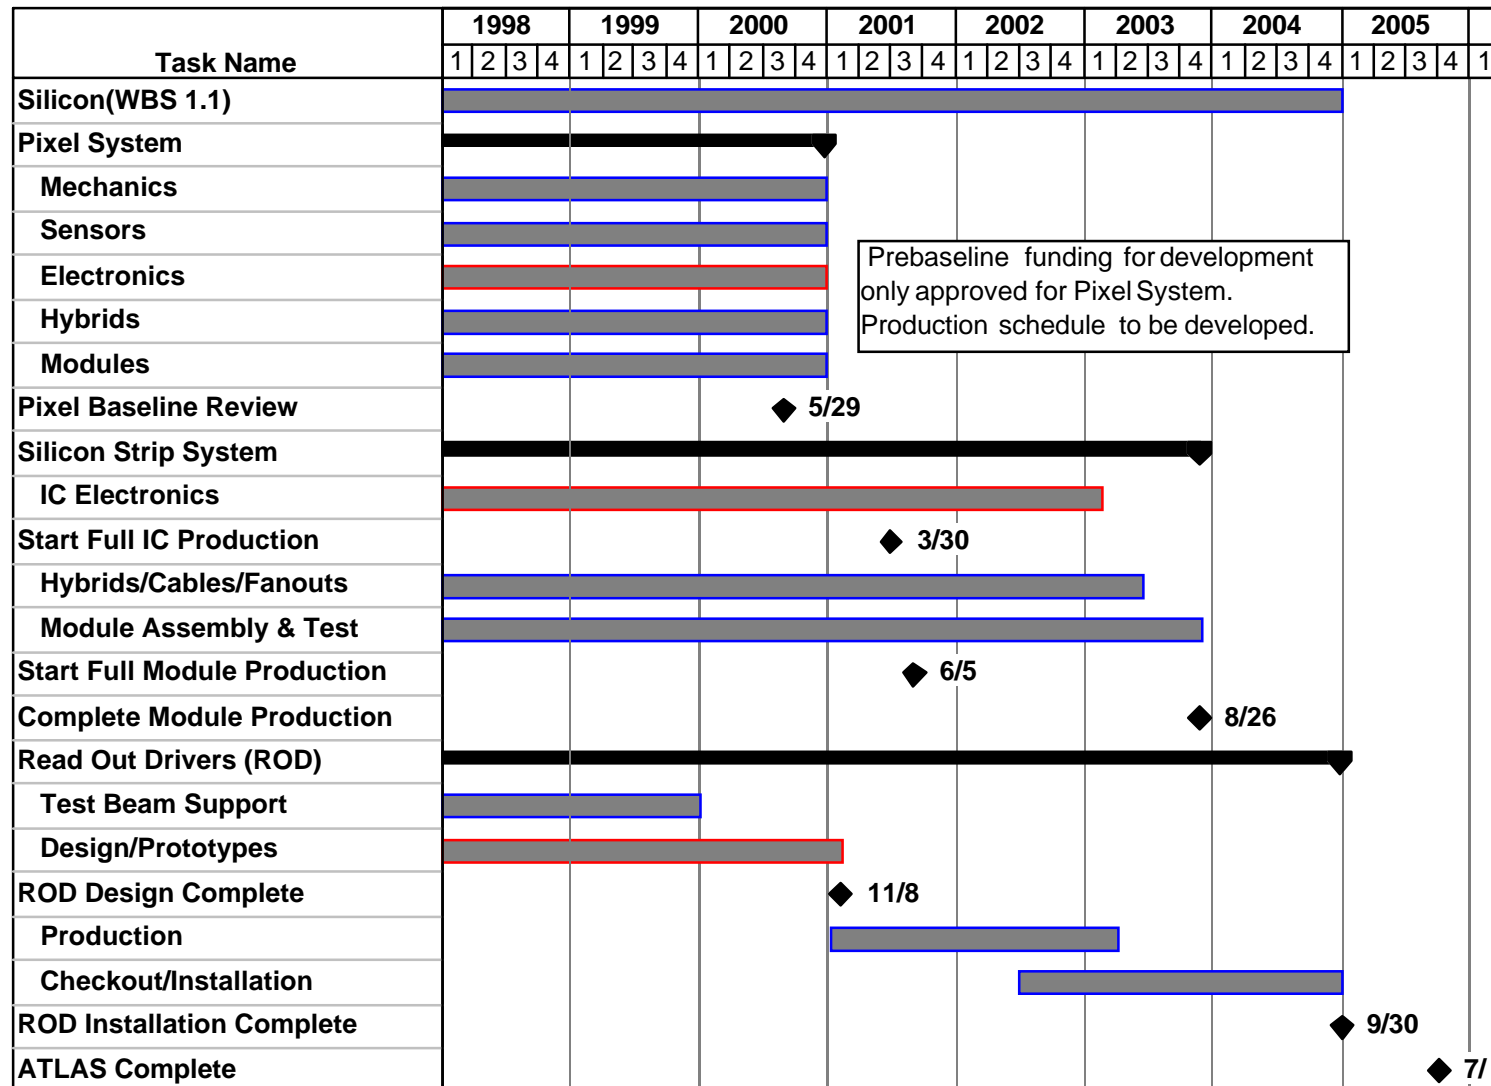 1998 1999 2000 2001 2002 2003 2004 2005
Task Name 1 2 3 4 1 2 3 4 1 2 3 4 1 2 3 4 1 2 3 4 1 2 3 4 1 2 3 4 1 2 3 4 1
Silicon(WBS 1.1)
Pixel System
Mechanics
Sensors
Electronics
Hybrids
Modules
Prebaseline funding for development
only approved for Pixel System.
Production schedule to be developed.
Pixel Baseline Review 5/29
Silicon Strip System
IC Electronics
Start Full IC Production 3/30
Hybrids/Cables/Fanouts
Module Assembly & Test
Start Full Module Production 6/5
Complete Module Production 8/26
Read Out Drivers (ROD)
Test Beam Support
Design/Prototypes
ROD Design Complete 11/8
Production
Checkout/Installation
ROD Installation Complete 9/30
ATLAS Complete 7/